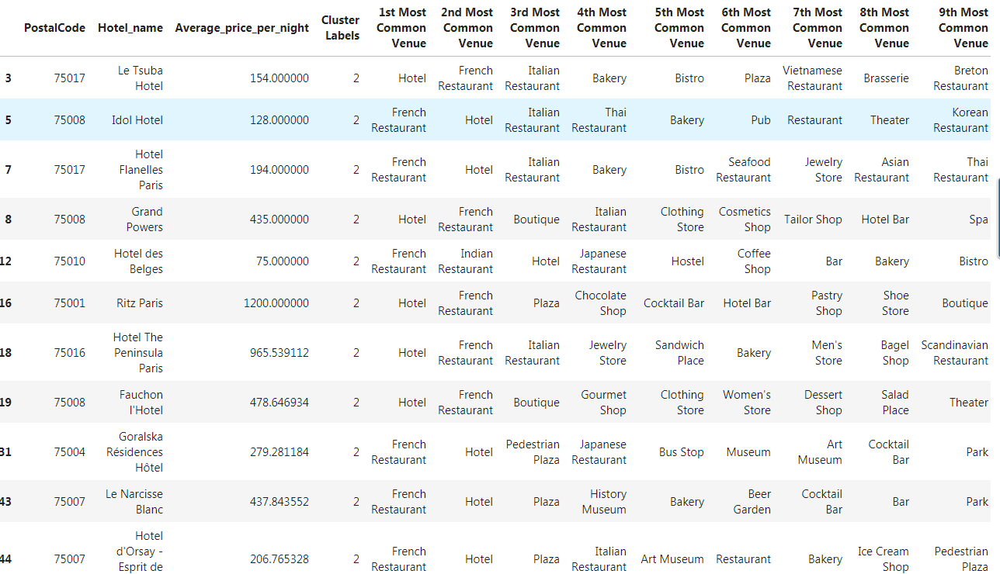 PostalCode Hotel_name Average_price_per_night Cluster Labels 1st Most Common Venue 2nd Most Common Venue 3rd Most Common Venue 4th Most Common Venue 5th Most Common Venue 6th Most Common Venue 7th Most Common Venue 8th Most Common Venue 9th Most Common Venue
3 75017 Le Tsuba Hotel 154.000000 2 Hotel French Restaurant Italian Restaurant Bakery Bistro Plaza Vietnamese Restaurant Brasserie Breton Restaurant
5 75008 Idol Hotel 128.000000 2 French Restaurant Hotel Italian Restaurant Thai Restaurant Bakery Pub Restaurant Theater Korean Restaurant
7 75017 Hotel Flanelles Paris 194.000000 2 French Restaurant Hotel Italian Restaurant Bakery Bistro Seafood Restaurant Jewelry Store Asian Restaurant Thai Restaurant
8 75008 Grand Powers 435.000000 2 Hotel French Restaurant Boutique Italian Restaurant Clothing Store Cosmetics Shop Tailor Shop Hotel Bar Spa
12 75010 Hotel des Belges 75.000000 2 French Restaurant Indian Restaurant Hotel Japanese Restaurant Hostel Coffee Shop Bar Bakery Bistro
16 75001 Ritz Paris 1200.000000 2 Hotel French Restaurant Plaza Chocolate Shop Cocktail Bar Hotel Bar Pastry Shop Shoe Store Boutique
18 75016 Hotel The Peninsula Paris 965.539112 2 Hotel French Restaurant Italian Restaurant Jewelry Store Sandwich Place Bakery Men's Store Bagel Shop Scandinavian Restaurant
19 75008 Fauchon l'Hotel 478.646934 2 Hotel French Restaurant Boutique Gourmet Shop Clothing Store Women's Store Dessert Shop Salad Place Theater
31 75004 Goralska Résidences Hôtel 279.281184 2 French Restaurant Hotel Pedestrian Plaza Japanese Restaurant Bus Stop Museum Art Museum Cocktail Bar Park
43 75007 Le Narcisse Blanc 437.843552 2 French Restaurant Hotel Plaza History Museum Bakery Beer Garden Cocktail Bar Bar Park
44 75007 Hotel d'Orsay - Esprit de 206.765328 2 French Restaurant Hotel Plaza Italian Restaurant Art Museum Restaurant Bakery Ice Cream Shop Pedestrian Plaza